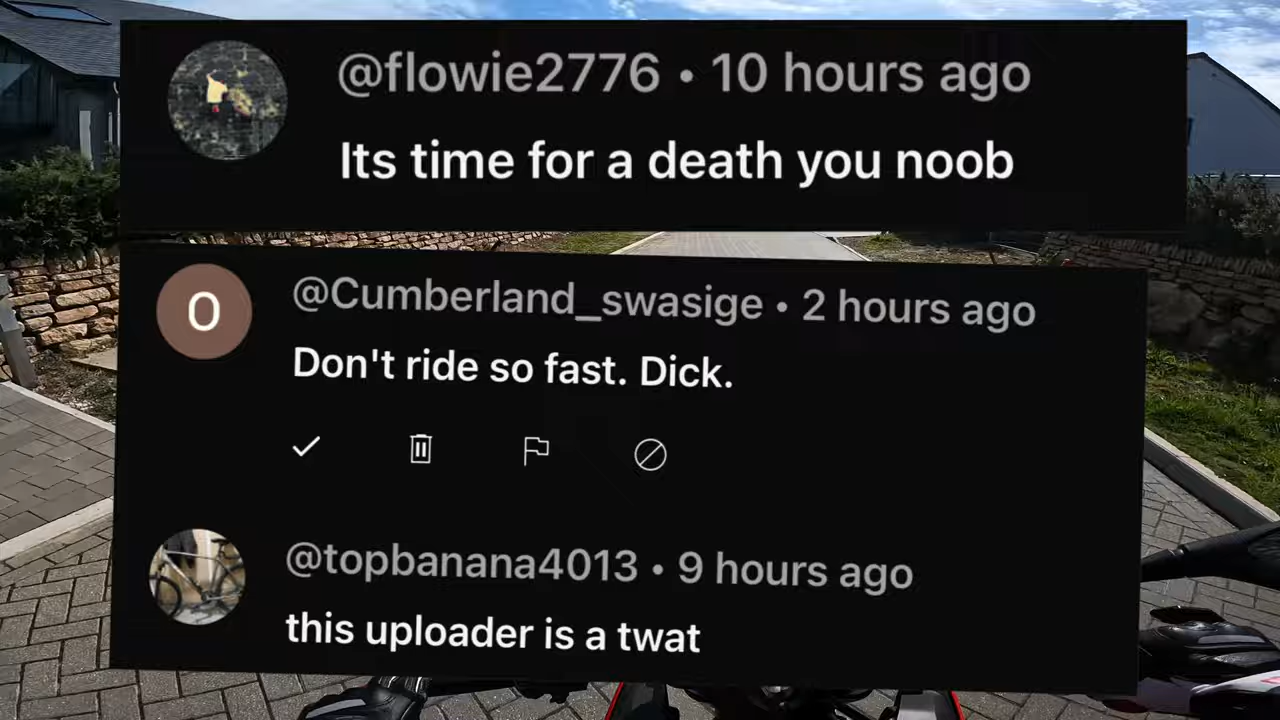 @flowie2776 • 10 hours ago
Its time for a death you noob
O
@Cumberland_swasige • 2 hours ago
Don't ride so fast. Dick.
@topbanana4013 • 9 hours ago
this uploader is a twat